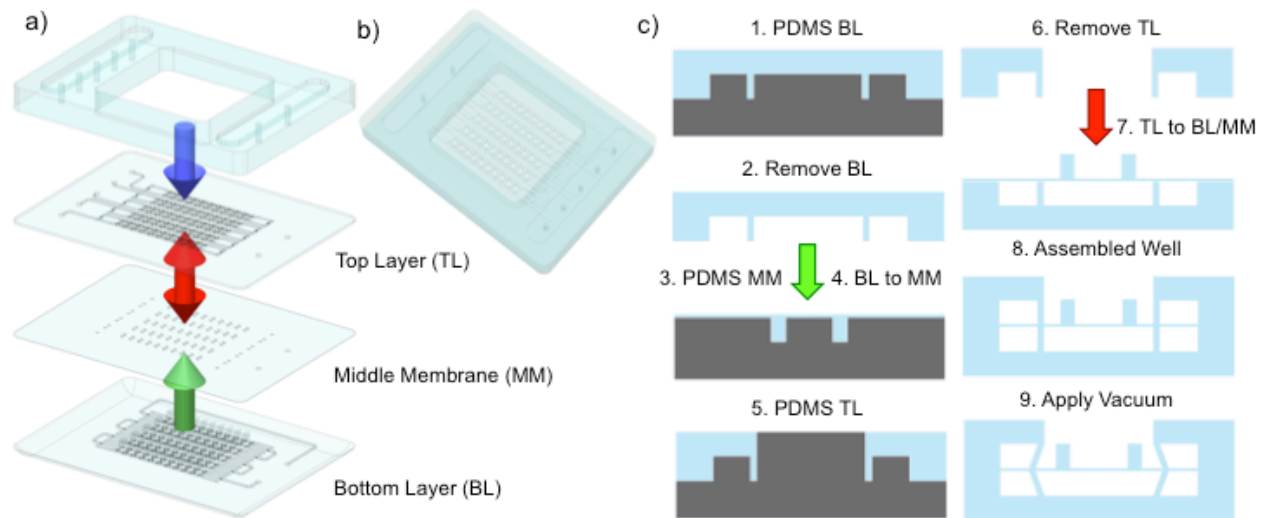 a)
Top Layer (TL)
Middle Membrane (MM)
Bottom Layer (BL)
b)
c)
1. PDMS BL
2. Remove BL
3. PDMS MM
4. BL to MM
5. PDMS TL
6. Remove TL
7. TL to BL/MM
8. Assembled Well
9. Apply Vacuum